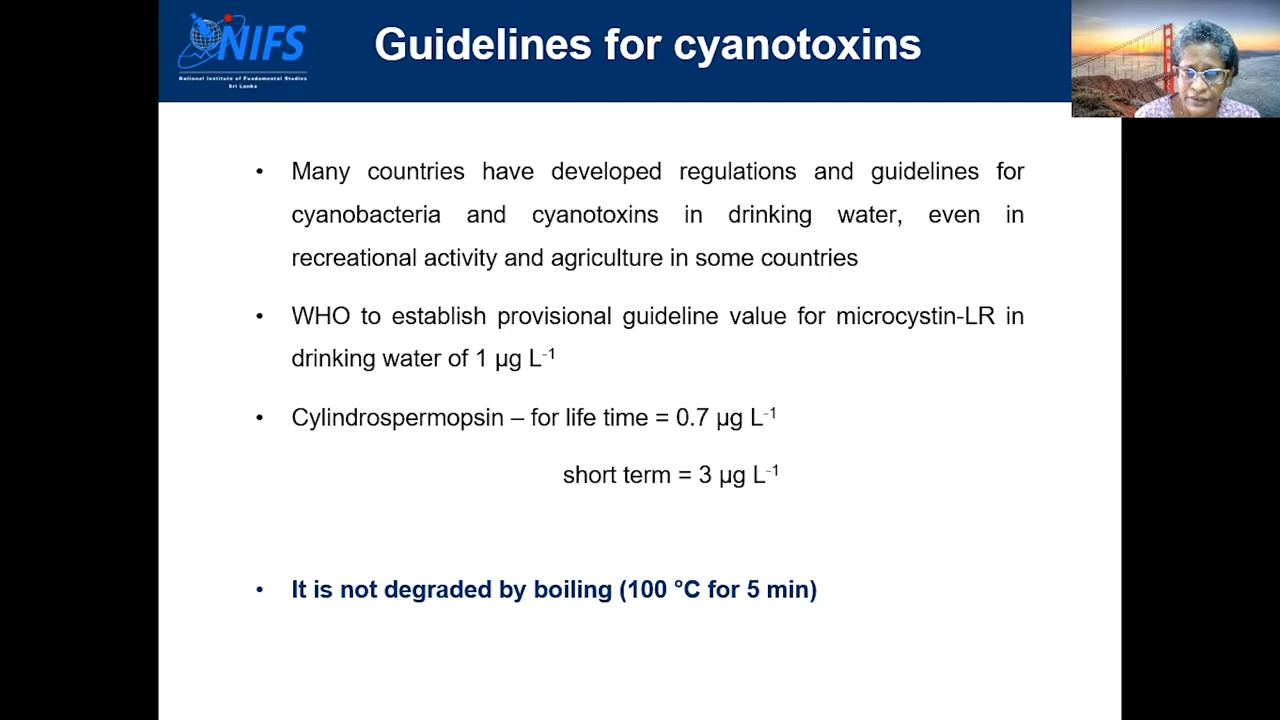 NIFS
National Institute of Fundamental Studies
Sri Lanka
Guidelines for cyanotoxins
• Many countries have developed regulations and guidelines for
cyanobacteria and cyanotoxins in drinking water, even in
recreational activity and agriculture in some countries
• WHO to establish provisional guideline value for microcystin-LR in
drinking water of 1 µg L⁻¹
• Cylindrospermopsin – for life time = 0.7 µg L⁻¹
short term = 3 µg L⁻¹
• It is not degraded by boiling (100 °C for 5 min)